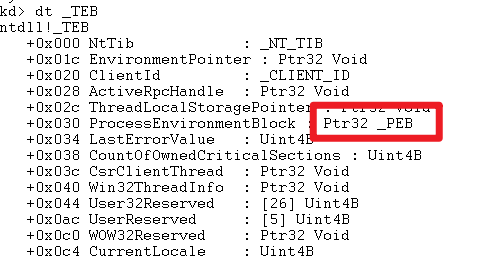 kd> dt _TEB
ntdll!_TEB
+0x000 NtTib : _NT_TIB
+0x01c EnvironmentPointer : Ptr32 Void
+0x020 ClientId : _CLIENT_ID
+0x028 ActiveRpcHandle : Ptr32 Void
+0x02c ThreadLocalStoragePointer : Ptr32 Void
+0x030 ProcessEnvironmentBlock : Ptr32 _PEB
+0x034 LastErrorValue : Uint4B
+0x038 CountOfOwnedCriticalSections : Uint4B
+0x03c CsrClientThread : Ptr32 Void
+0x040 Win32ThreadInfo : Ptr32 Void
+0x044 User32Reserved : [26] Uint4B
+0x0ac UserReserved : [5] Uint4B
+0x0c0 WOW32Reserved : Ptr32 Void
+0x0c4 CurrentLocale : Uint4B